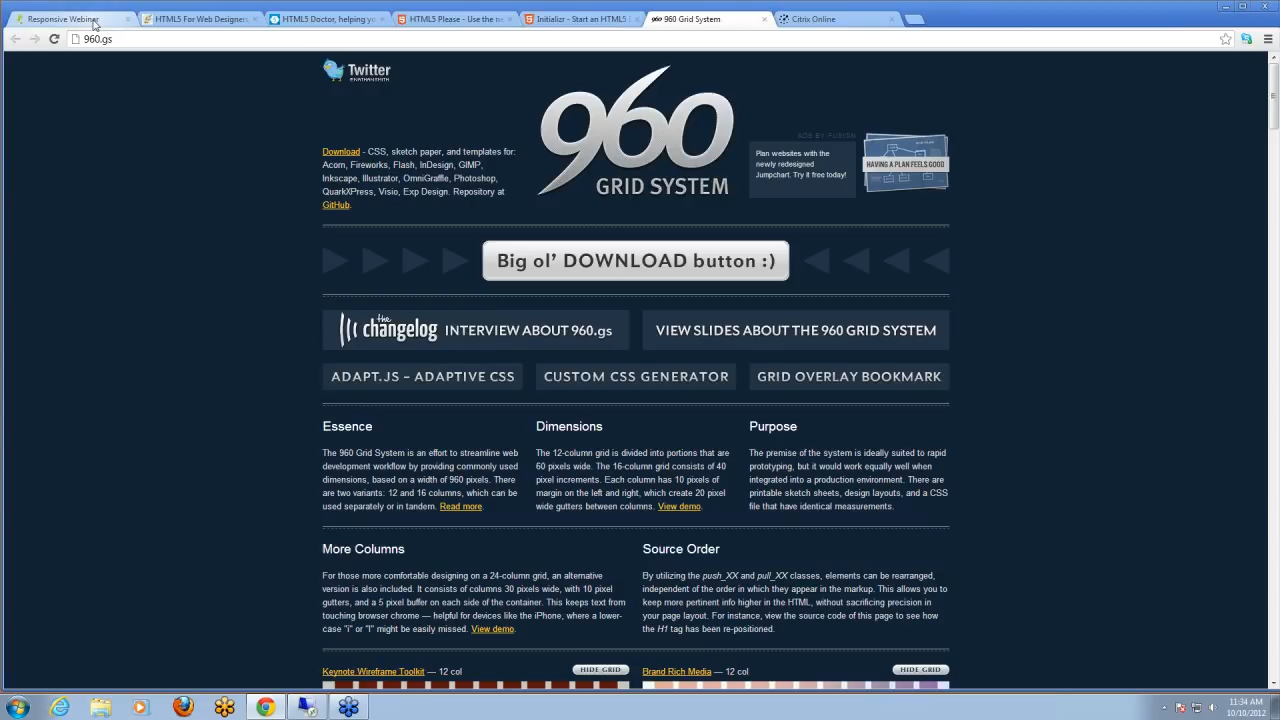 Responsive Webinar
HTML5 For Web Designers
HTML5 Doctor, helping yo
HTML5 Please - Use the ne
Initializr - Start an HTML5
960 Grid System
Citrix Online
960.gs
Twitter
@NATHANSMITH
960
GRID SYSTEM
ADS BY FUSION
Plan websites with the
newly redesigned
Jumpchart. Try it free today!
HAVING A PLAN FEELS GOOD
Download - CSS, sketch paper, and templates for:
Acorn, Fireworks, Flash, InDesign, GIMP,
Inkscape, Illustrator, OmniGraffle, Photoshop,
QuarkXPress, Visio, Exp Design. Repository at
GitHub.
Big ol’ DOWNLOAD button :)
the changelog INTERVIEW ABOUT 960.gs
VIEW SLIDES ABOUT THE 960 GRID SYSTEM
ADAPT.JS – ADAPTIVE CSS
CUSTOM CSS GENERATOR
GRID OVERLAY BOOKMARK
Essence
The 960 Grid System is an effort to streamline web
development workflow by providing commonly used
dimensions, based on a width of 960 pixels. There
are two variants: 12 and 16 columns, which can be
used separately or in tandem. Read more.
Dimensions
The 12-column grid is divided into portions that are
60 pixels wide. The 16-column grid consists of 40
pixel increments. Each column has 10 pixels of
margin on the left and right, which create 20 pixel
wide gutters between columns. View demo.
Purpose
The premise of the system is ideally suited to rapid
prototyping, but it would work equally well when
integrated into a production environment. There are
printable sketch sheets, design layouts, and a CSS
file that have identical measurements.
More Columns
For those more comfortable designing on a 24-column grid, an alternative
version is also included. It consists of columns 30 pixels wide, with 10 pixel
gutters, and a 5 pixel buffer on each side of the container. This keeps text from
touching browser chrome — helpful for devices like the iPhone, where a lower-
case "i" or "l" might be easily missed. View demo.
Source Order
By utilizing the push_XX and pull_XX classes, elements can be rearranged,
independent of the order in which they appear in the markup. This allows you to
keep more pertinent info higher in the HTML, without sacrificing precision in
your page layout. For instance, view the source code of this page to see how
the H1 tag has been re-positioned.
Keynote Wireframe Toolkit — 12 col
HIDE GRID
Brand Rich Media — 12 col
HIDE GRID
11:34 AM
10/10/2012